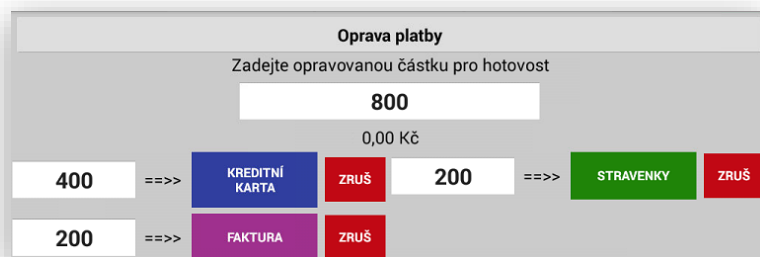 Oprava platby
Zadejte opravovanou částku pro hotovost
800
0,00 Kč
400 ==>> KREDITNÍ KARTA ZRUŠ 200 ==>> STRAVENKY ZRUŠ
200 ==>> FAKTURA ZRUŠ